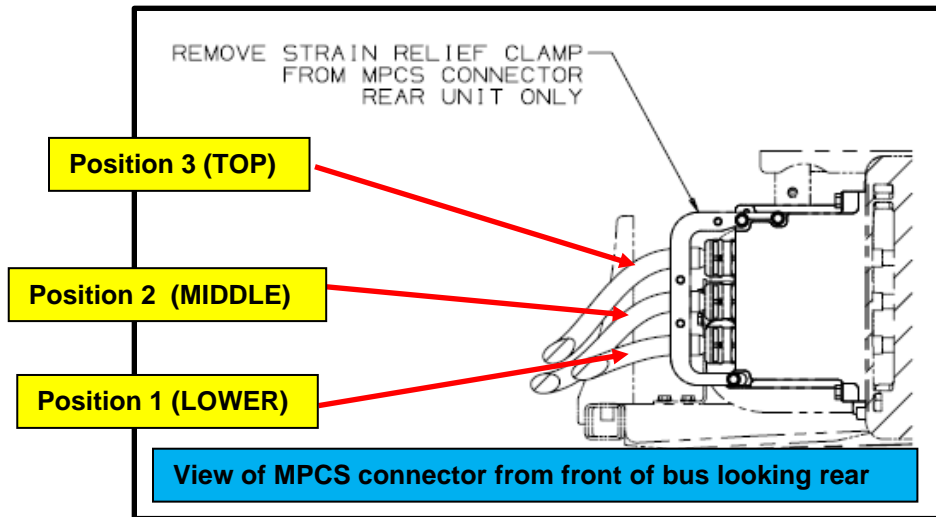 REMOVE STRAIN RELIEF CLAMP
FROM MPCS CONNECTOR
REAR UNIT ONLY
Position 3 (TOP)
Position 2 (MIDDLE)
Position 1 (LOWER)
View of MPCS connector from front of bus looking rear